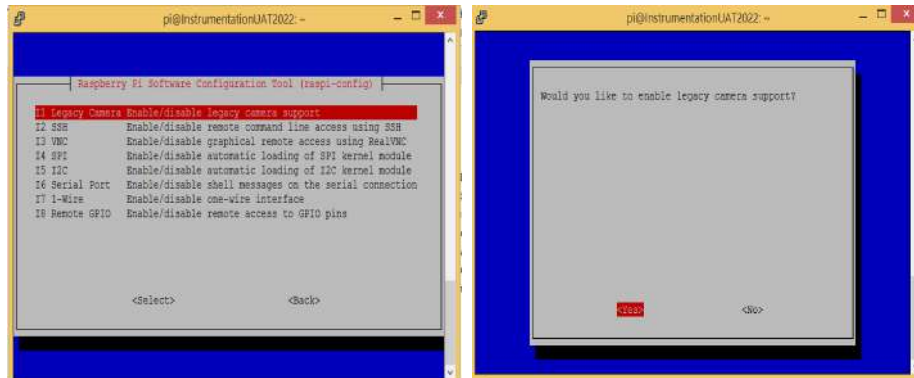 pi@InstrumentationUAT2022: ~
Raspberry Pi Software Configuration Tool (raspi-config)
I1 Legacy Camera Enable/disable legacy camera support
I2 SSH Enable/disable remote command line access using SSH
I3 VNC Enable/disable graphical remote access using RealVNC
I4 SPI Enable/disable automatic loading of SPI kernel module
I5 I2C Enable/disable automatic loading of I2C kernel module
I6 Serial Port Enable/disable shell messages on the serial connection
I7 1-Wire Enable/disable one-wire interface
I8 Remote GPIO Enable/disable remote access to GPIO pins
<Select> <Back>
pi@InstrumentationUAT2022: ~
Would you like to enable legacy camera support?
<Yes> <No>